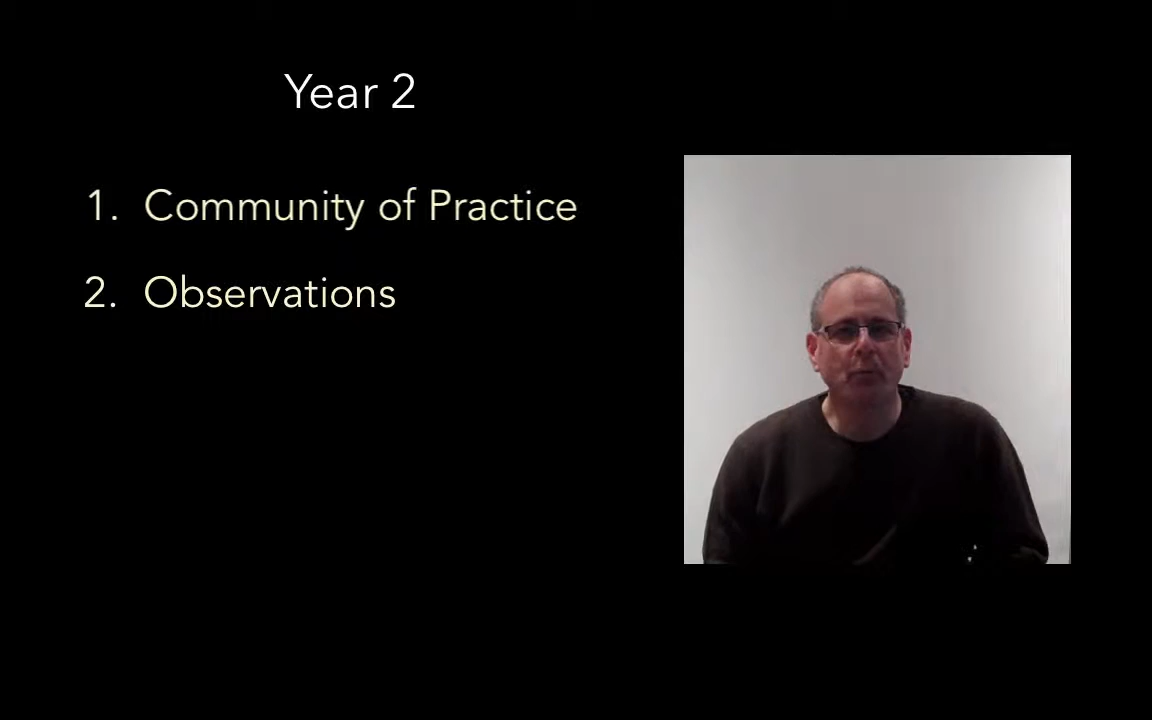 Year 2
1. Community of Practice
2. Observations